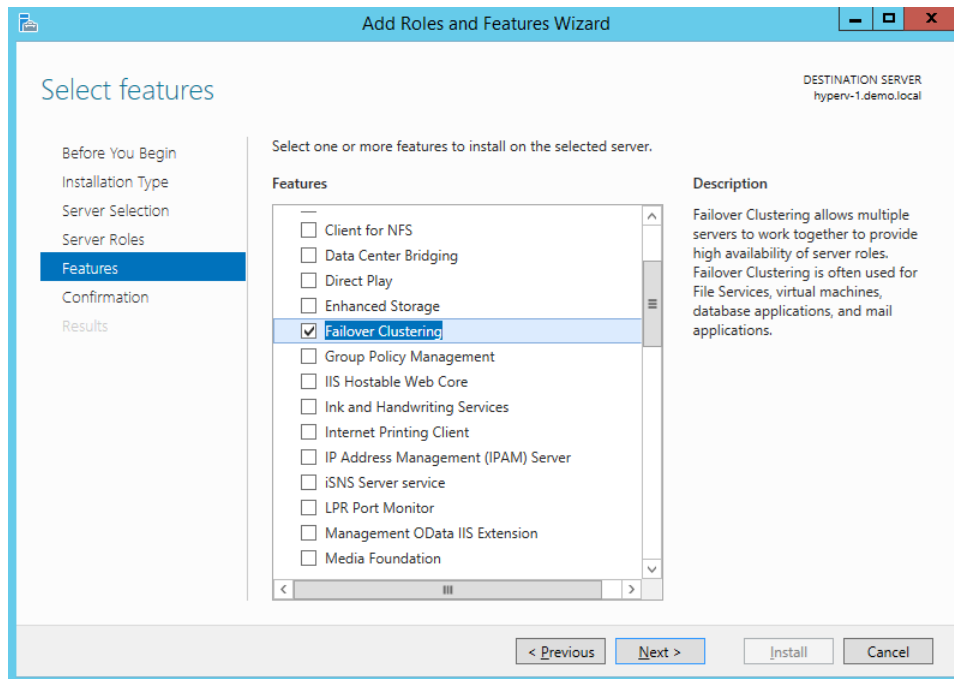 Add Roles and Features Wizard
Select features
DESTINATION SERVER
hyperv-1.demo.local
Before You Begin
Installation Type
Server Selection
Server Roles
Features
Confirmation
Results
Select one or more features to install on the selected server.
Features
Client for NFS
Data Center Bridging
Direct Play
Enhanced Storage
Failover Clustering
Group Policy Management
IIS Hostable Web Core
Ink and Handwriting Services
Internet Printing Client
IP Address Management (IPAM) Server
iSNS Server service
LPR Port Monitor
Management OData IIS Extension
Media Foundation
Description
Failover Clustering allows multiple
servers to work together to provide
high availability of server roles.
Failover Clustering is often used for
File Services, virtual machines,
database applications, and mail
applications.
< Previous
Next >
Install
Cancel